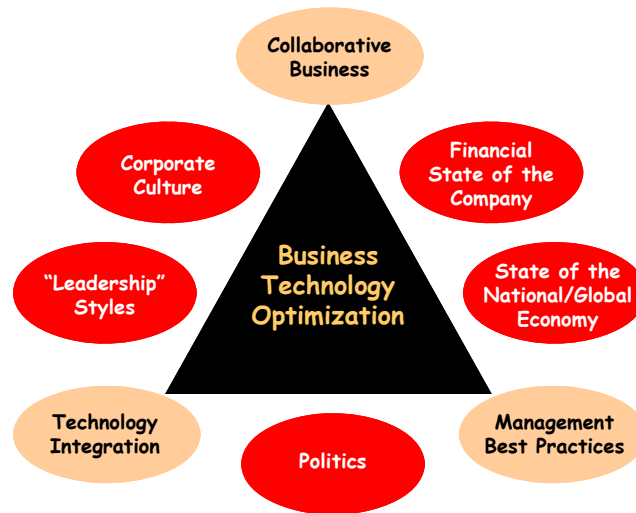 Collaborative
Business
Corporate
Culture
Financial
State of the
Company
"Leadership"
Styles
Business
Technology
Optimization
State of the
National/Global
Economy
Technology
Integration
Politics
Management
Best Practices